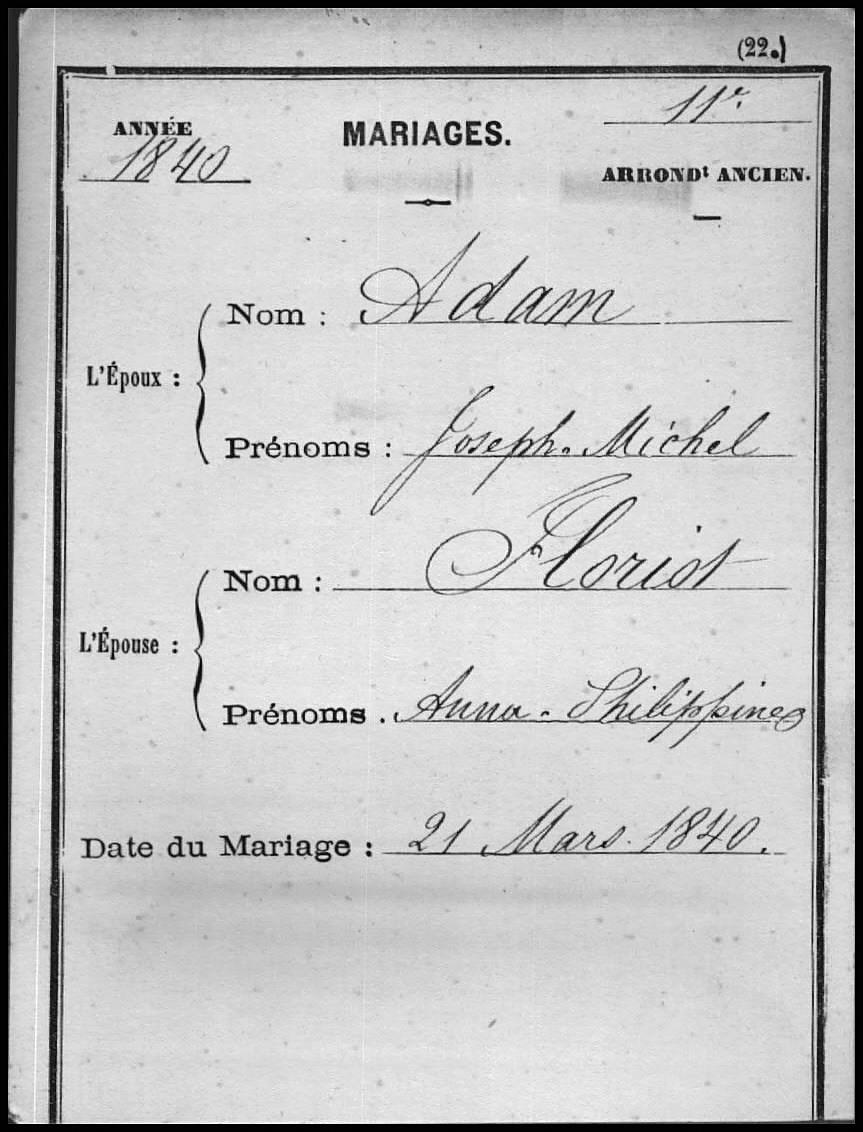 (22.)
ANNÉE
1840
MARIAGES.
11e
ARRONDt ANCIEN.
L'Époux :
Nom : Adam
Prénoms : Joseph. Michel
L'Épouse :
Nom : Floriot
Prénoms . Anna - Philippine
Date du Mariage : 21 Mars 1840.